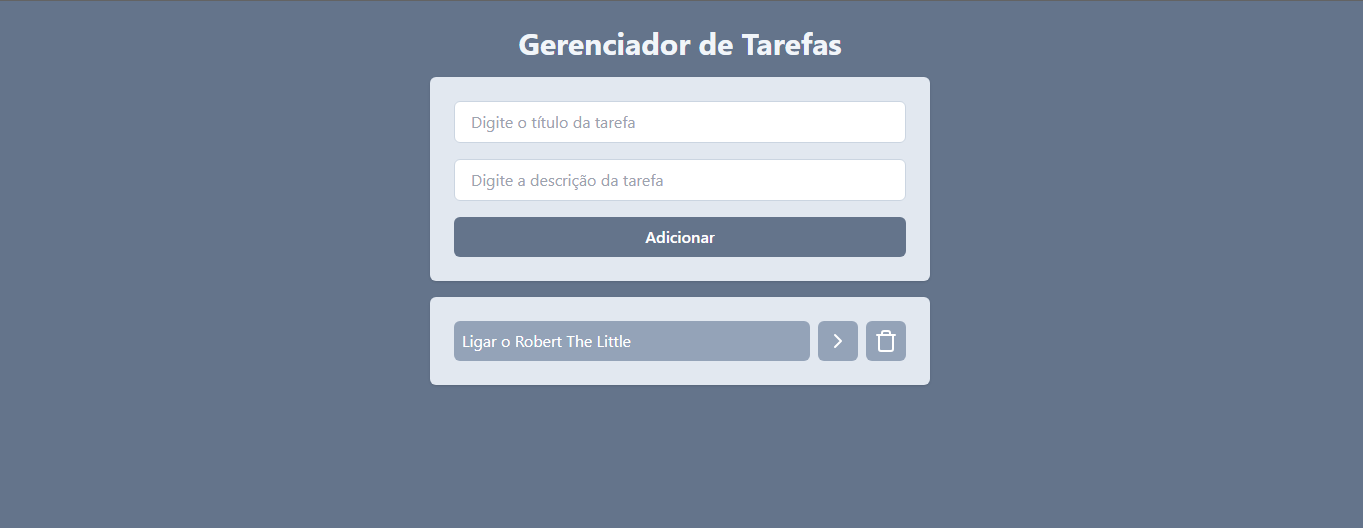 Gerenciador de Tarefas
Digite o título da tarefa
Digite a descrição da tarefa
Adicionar
Ligar o Robert The Little